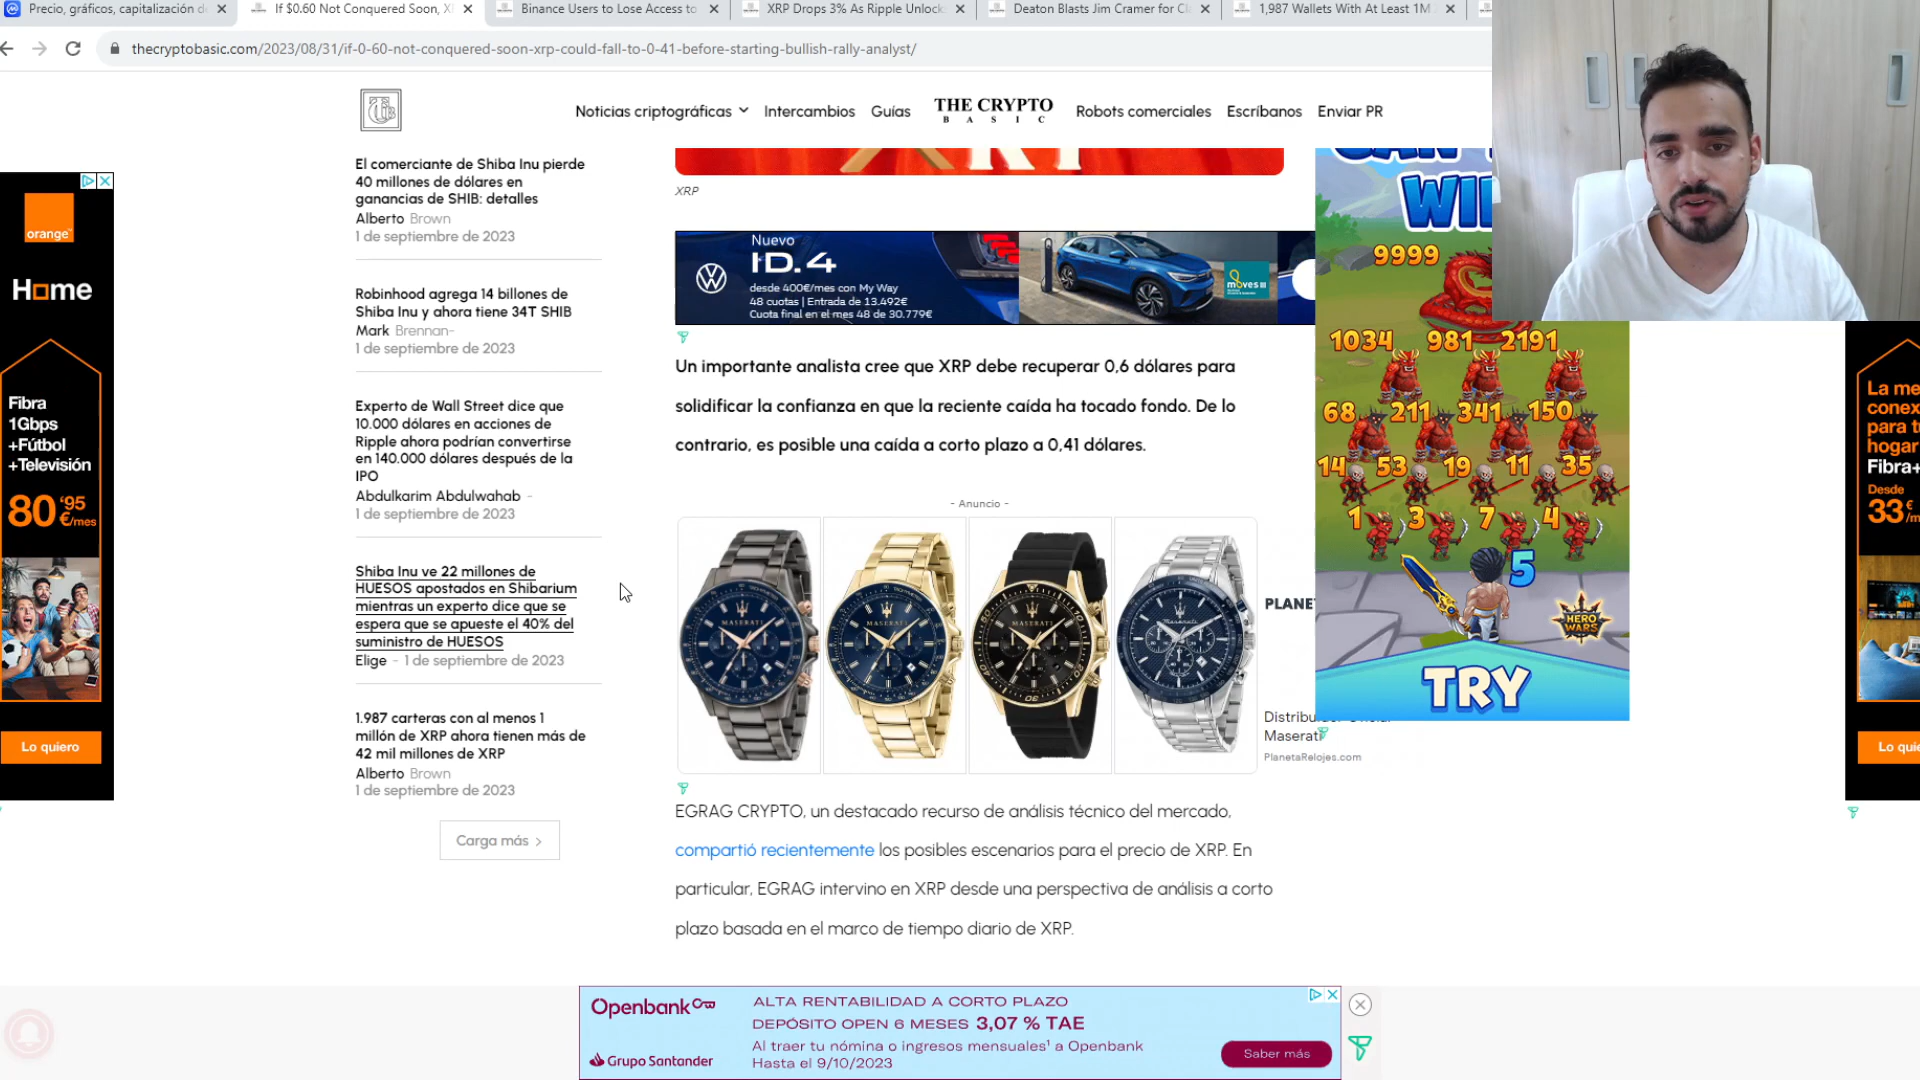 Precio, gráficos, capitalización d
If $0.60 Not Conquered Soon, X
Binance Users to Lose Access to
XRP Drops 3% As Ripple Unlock
Deaton Blasts Jim Cramer for Cl
1,987 Wallets With At Least 1M
thecryptobasic.com/2023/08/31/if-0-60-not-conquered-soon-xrp-could-fall-to-0-41-before-starting-bullish-rally-analyst/
Noticias criptográficas
Intercambios
Guías
THE CRYPTO
BASIC
Robots comerciales
Escríbanos
Enviar PR
orange
Home
Fibra
1Gbps
+Fútbol
+Televisión
80'95
€/mes
Lo quiero
El comerciante de Shiba Inu pierde
40 millones de dólares en
ganancias de SHIB: detalles
Alberto Brown
1 de septiembre de 2023
Robinhood agrega 14 billones de
Shiba Inu y ahora tiene 34T SHIB
Mark Brennan-
1 de septiembre de 2023
Experto de Wall Street dice que
10.000 dólares en acciones de
Ripple ahora podrían convertirse
en 140.000 dólares después de la
IPO
Abdulkarim Abdulwahab -
1 de septiembre de 2023
Shiba Inu ve 22 millones de
HUESOS apostados en Shibarium
mientras un experto dice que se
espera que se apueste el 40% del
suministro de HUESOS
Elige - 1 de septiembre de 2023
1.987 carteras con al menos 1
millón de XRP ahora tienen más de
42 mil millones de XRP
Alberto Brown
1 de septiembre de 2023
Carga más >
XRP
Nuevo
ID.4
desde 400€/mes con My Way
48 cuotas | Entrada de 13.492€
Cuota final en el mes 48 de 30.779€
moves III
Un importante analista cree que XRP debe recuperar 0,6 dólares para
solidificar la confianza en que la reciente caída ha tocado fondo. De lo
contrario, es posible una caída a corto plazo a 0,41 dólares.
- Anuncio -
MASERATI
MASERATI
MASERATI
Maserati
PLANE
Maserati
PlanetaRelojes.com
EGRAG CRYPTO, un destacado recurso de análisis técnico del mercado,
compartió recientemente los posibles escenarios para el precio de XRP. En
particular, EGRAG intervino en XRP desde una perspectiva de análisis a corto
plazo basada en el marco de tiempo diario de XRP.
9999
1034 981 2191
68 211 341 150
14 53 19 11 35
1 3 7 4
5
HERO
WARS
TRY
La me
conex
para tu
hogar
Fibra+
Desde
33€
/m
Lo quie
Openbank
Grupo Santander
ALTA RENTABILIDAD A CORTO PLAZO
DEPÓSITO OPEN 6 MESES 3,07 % TAE
Al traer tu nómina o ingresos mensuales¹ a Openbank
Hasta el 9/10/2023
Saber más